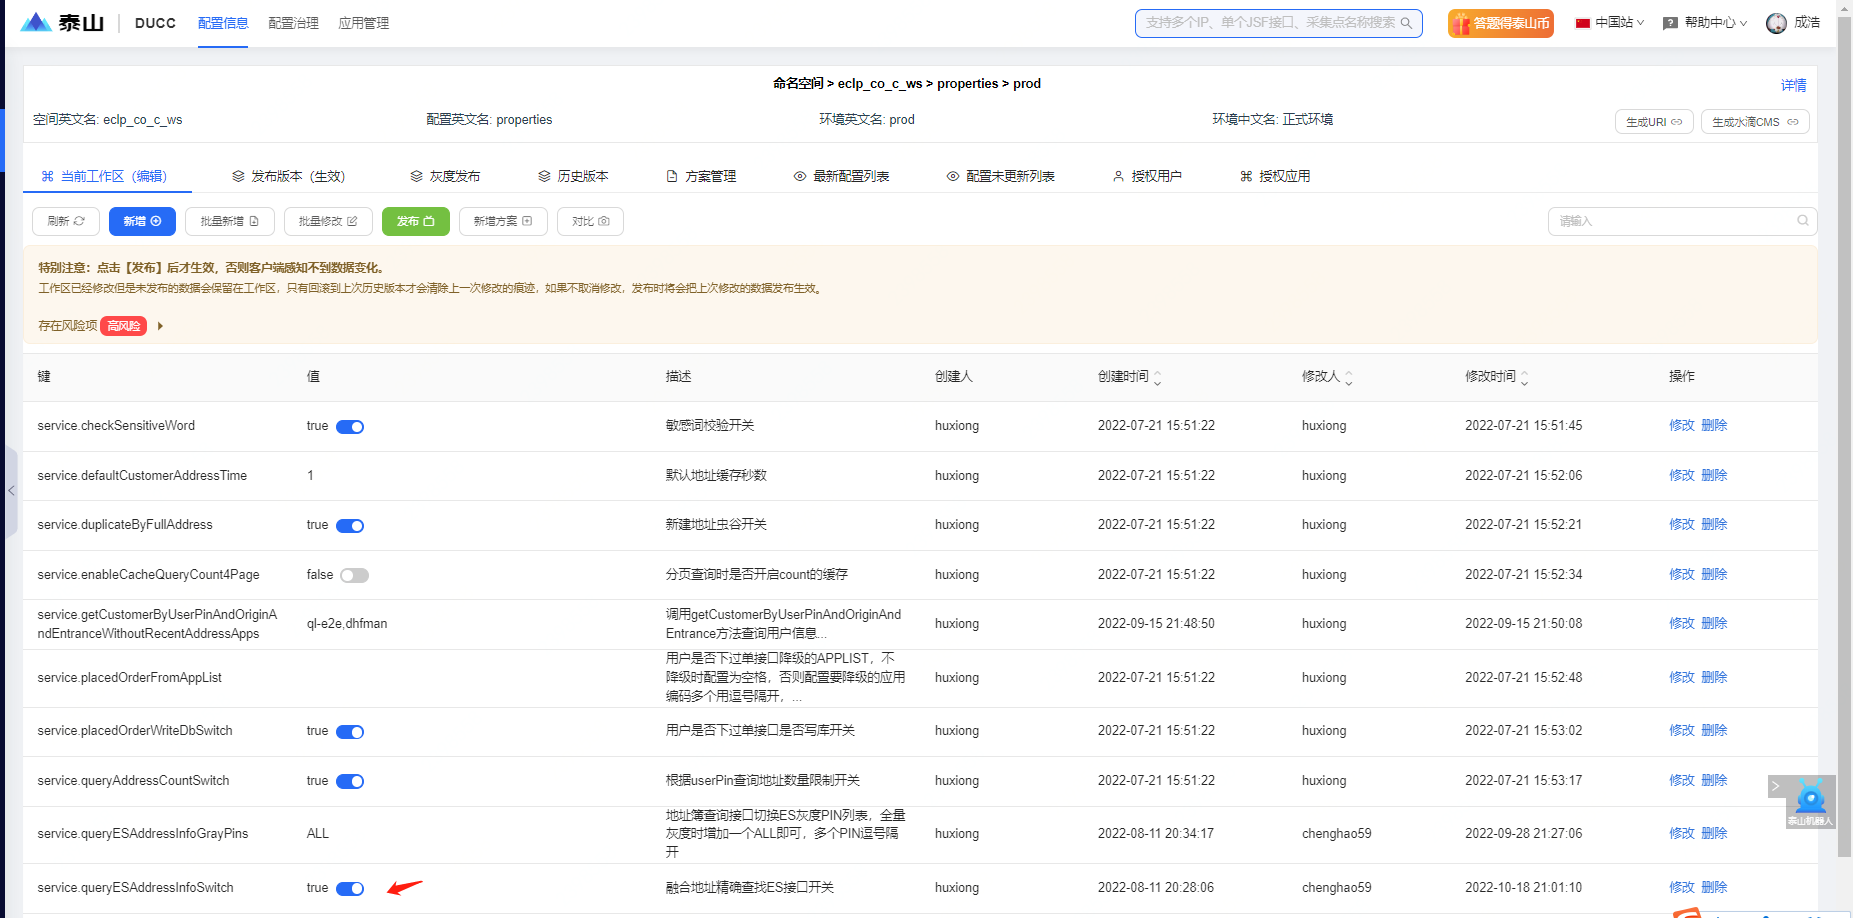 泰山 DUCC 配置信息 配置治理 应用管理 支持多个IP、单个JSF接口、采集点名称搜索 答题得泰山币 中国站 帮助中心 成浩
命名空间 > eclp_co_c_ws > properties > prod
详情
空间英文名: eclp_co_c_ws 配置英文名: properties 环境英文名: prod 环境中文名: 正式环境 生成URI 生成水滴CMS
当前工作区（编辑） 发布版本（生效） 灰度发布 历史版本 方案管理 最新配置列表 配置未更新列表 授权用户 授权应用
刷新 新增 批量新增 批量修改 发布 新增方案 对比 请输入
特别注意：点击【发布】后才生效，否则客户端感知不到数据变化。
工作区已经修改但是未发布的数据会保留在工作区，只有回滚到上次历史版本才会清除上一次修改的痕迹，如果不取消修改，发布时将会把上次修改的数据发布生效。
存在风险项 高风险
键 值 描述 创建人 创建时间 修改人 修改时间 操作
service.checkSensitiveWord true 敏感词校验开关 huxiong 2022-07-21 15:51:22 huxiong 2022-07-21 15:51:45 修改 删除
service.defaultCustomerAddressTime 1 默认地址缓存秒数 huxiong 2022-07-21 15:51:22 huxiong 2022-07-21 15:52:06 修改 删除
service.duplicateByFullAddress true 新建地址虫谷开关 huxiong 2022-07-21 15:51:22 huxiong 2022-07-21 15:52:21 修改 删除
service.enableCacheQueryCount4Page false 分页查询时是否开启count的缓存 huxiong 2022-07-21 15:51:22 huxiong 2022-07-21 15:52:34 修改 删除
service.getCustomerByUserPinAndOriginA
ndEntranceWithoutRecentAddressApps
ql-e2e,dhfman
调用getCustomerByUserPinAndOriginAnd
Entrance方法查询用户信息...
huxiong 2022-09-15 21:48:50 huxiong 2022-09-15 21:50:08 修改 删除
service.placedOrderFromAppList
用户是否下过单接口降级的APPLIST，不
降级时配置为空格，否则配置要降级的应用
编码多个用逗号隔开，...
huxiong 2022-07-21 15:51:22 huxiong 2022-07-21 15:52:48 修改 删除
service.placedOrderWriteDbSwitch true 用户是否下过单接口是否写库开关 huxiong 2022-07-21 15:51:22 huxiong 2022-07-21 15:53:02 修改 删除
service.queryAddressCountSwitch true 根据userPin查询地址数量限制开关 huxiong 2022-07-21 15:51:22 huxiong 2022-07-21 15:53:17 修改 删除
service.queryESAddressInfoGrayPins ALL
地址簿查询接口切换ES灰度PIN列表，全量
灰度时增加一个ALL即可，多个PIN逗号隔
开
huxiong 2022-08-11 20:34:17 chenghao59 2022-09-28 21:27:06 修改 删除
泰山机器人
service.queryESAddressInfoSwitch true 融合地址精确查找ES接口开关 huxiong 2022-08-11 20:28:06 chenghao59 2022-10-18 21:01:10 修改 删除